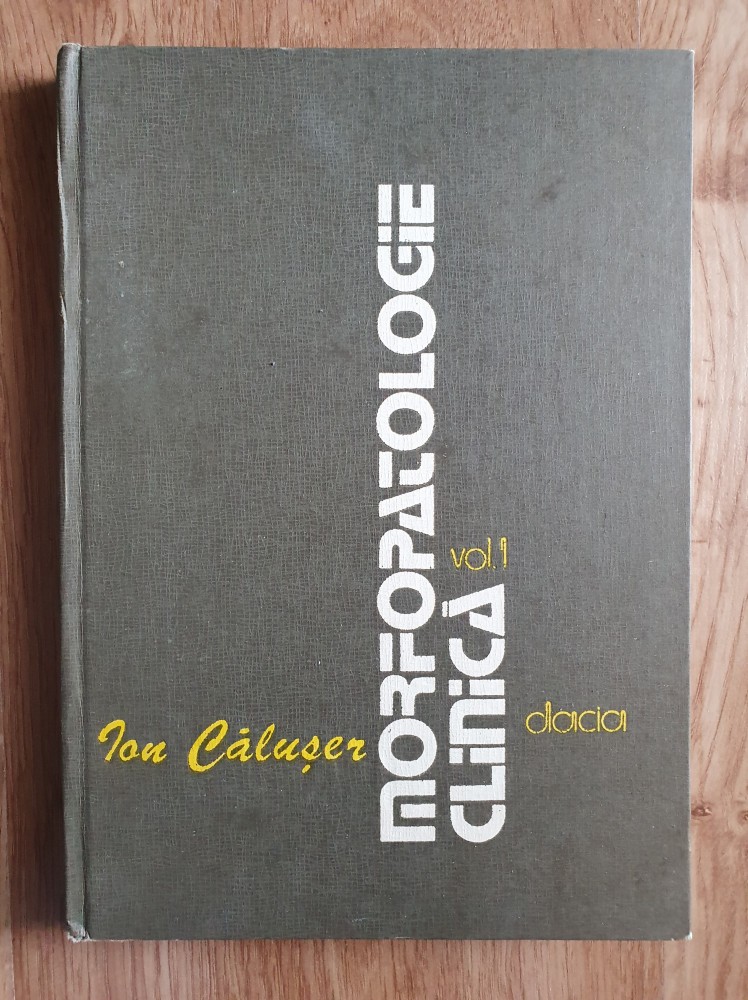 Ion Călușer
MORFOPATOLOGIE
CLINICĂ
vol.1
dacia